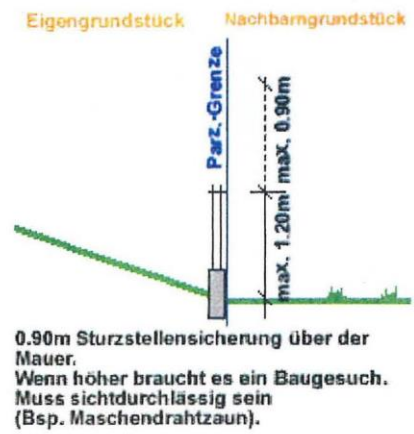 Eigengrundstück Nachbarngrundstück
Parz.-Grenze
max. 1.20m max. 0.90m
0.90m Sturzstellensicherung über der
Mauer.
Wenn höher braucht es ein Baugesuch.
Muss sichtdurchlässig sein
(Bsp. Maschendrahtzaun).